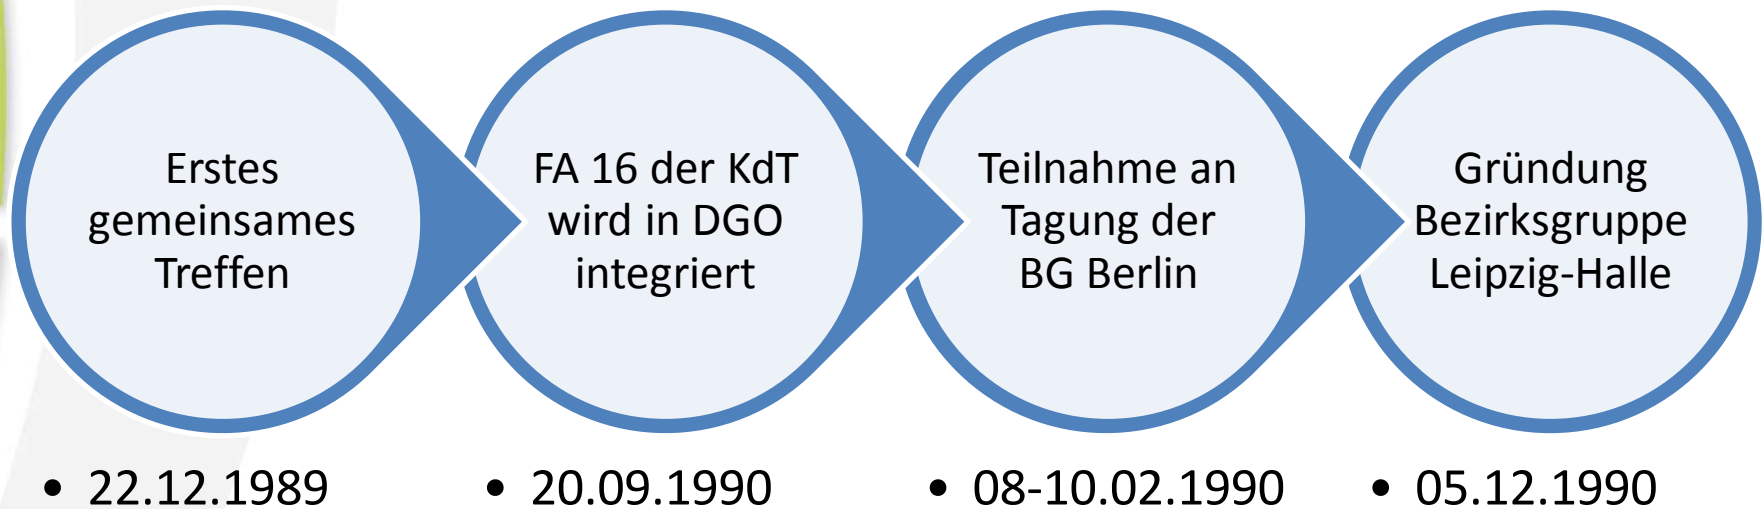 Erstes
gemeinsames
Treffen
FA 16 der KdT
wird in DGO
integriert
Teilnahme an
Tagung der
BG Berlin
Gründung
Bezirksgruppe
Leipzig-Halle
• 22.12.1989
• 20.09.1990
• 08-10.02.1990
• 05.12.1990